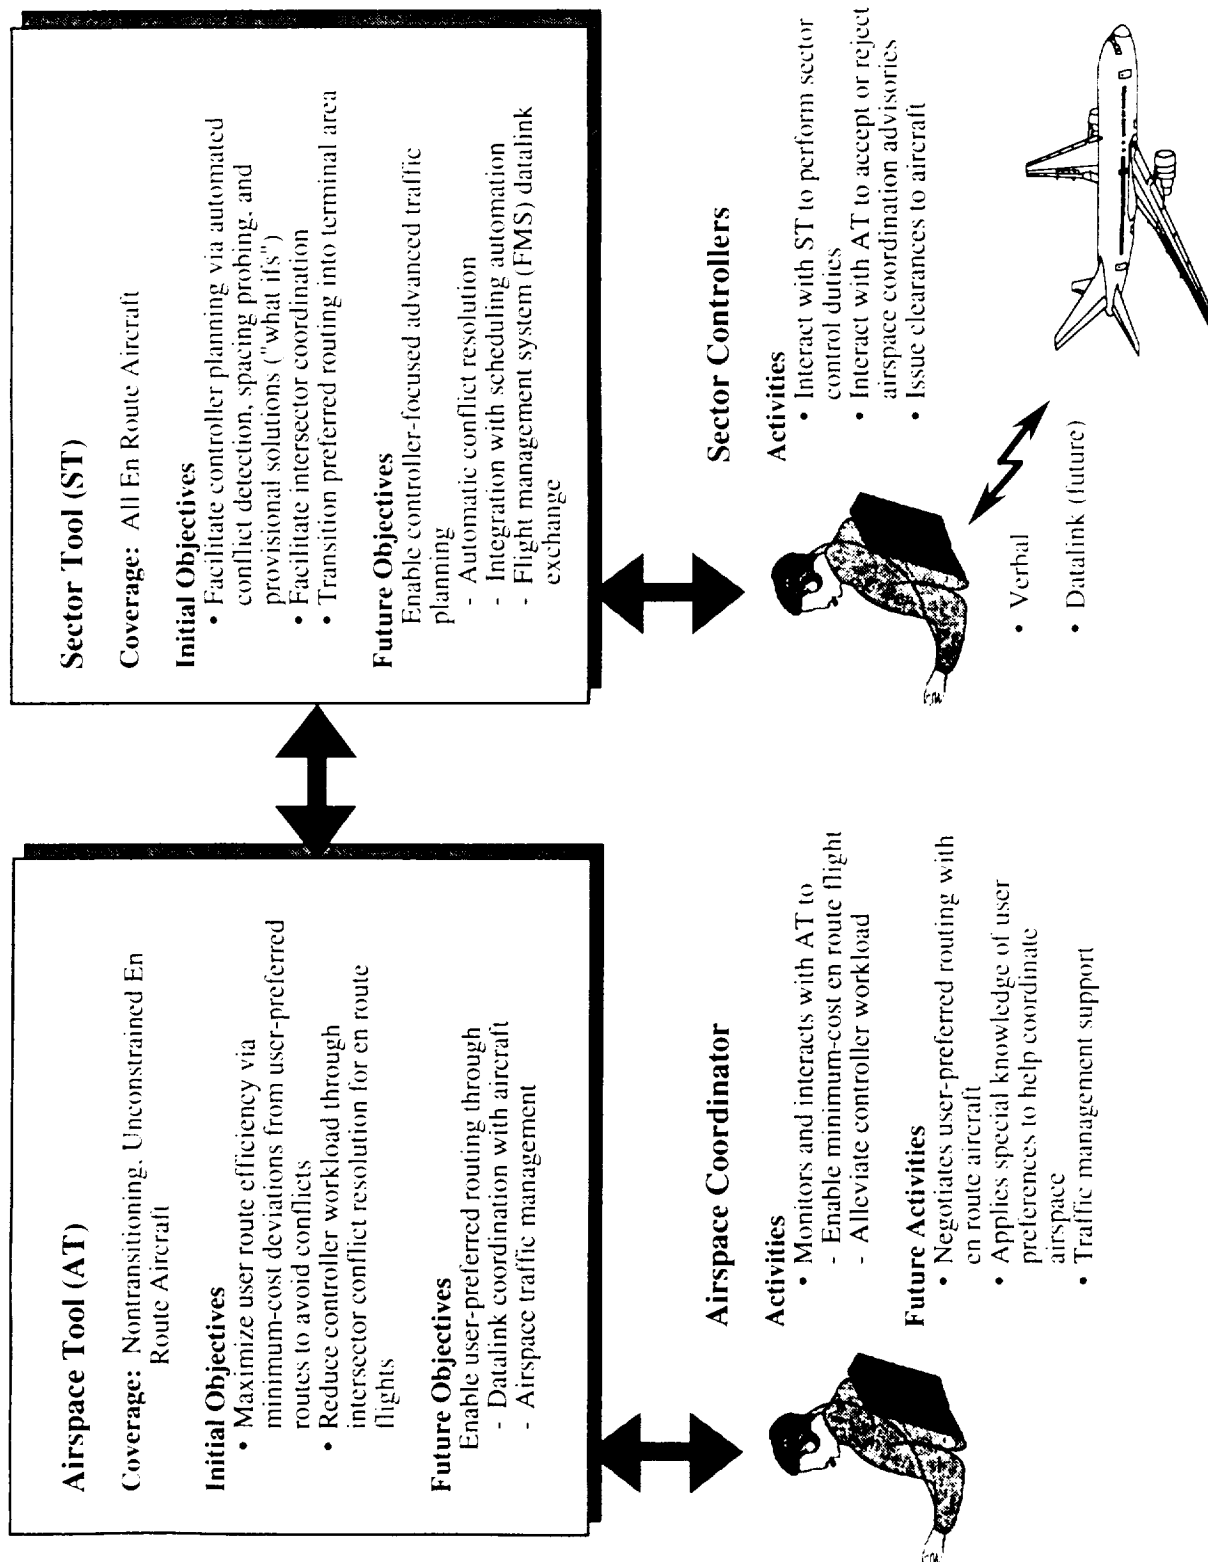 Airspace Tool (AT)
Coverage: Nontransitioning, Unconstrained En
Route Aircraft
Initial Objectives
• Maximize user route efficiency via
minimum-cost deviations from user-preferred
routes to avoid conflicts
• Reduce controller workload through
intersector conflict resolution for en route
flights
Future Objectives
Enable user-preferred routing through
- Datalink coordination with aircraft
- Airspace traffic management
Sector Tool (ST)
Coverage: All En Route Aircraft
Initial Objectives
• Facilitate controller planning via automated
conflict detection, spacing probing, and
provisional solutions ("what ifs")
• Facilitate intersector coordination
• Transition preferred routing into terminal area
Future Objectives
Enable controller-focused advanced traffic
planning
- Automatic conflict resolution
- Integration with scheduling automation
- Flight management system (FMS) datalink
exchange
Airspace Coordinator
Activities
• Monitors and interacts with AT to
- Enable minimum-cost en route flight
- Alleviate controller workload
Future Activities
• Negotiates user-preferred routing with
en route aircraft
• Applies special knowledge of user
preferences to help coordinate
airspace
• Traffic management support
Sector Controllers
Activities
• Interact with ST to perform sector
control duties
• Interact with AT to accept or reject
airspace coordination advisories
• Issue clearances to aircraft
• Verbal
• Datalink (future)